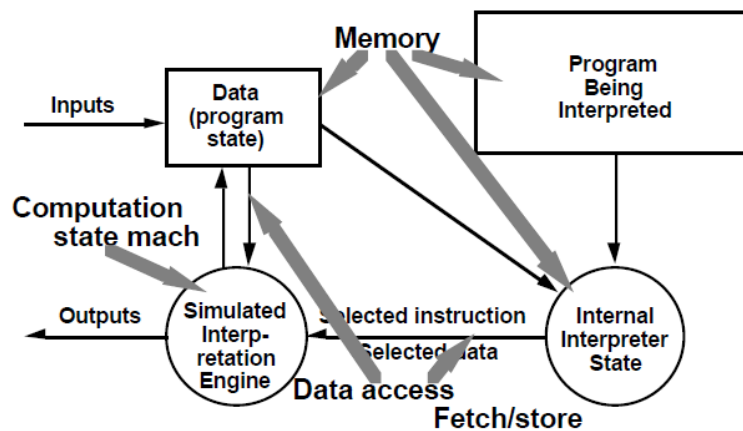 Memory
Program
Being
Interpreted
Data
(program
state)
Inputs
Computation
state mach
Outputs
Simulated
Interp-
retation
Engine
Selected instruction
Selected data
Internal
Interpreter
State
Data access
Fetch/store